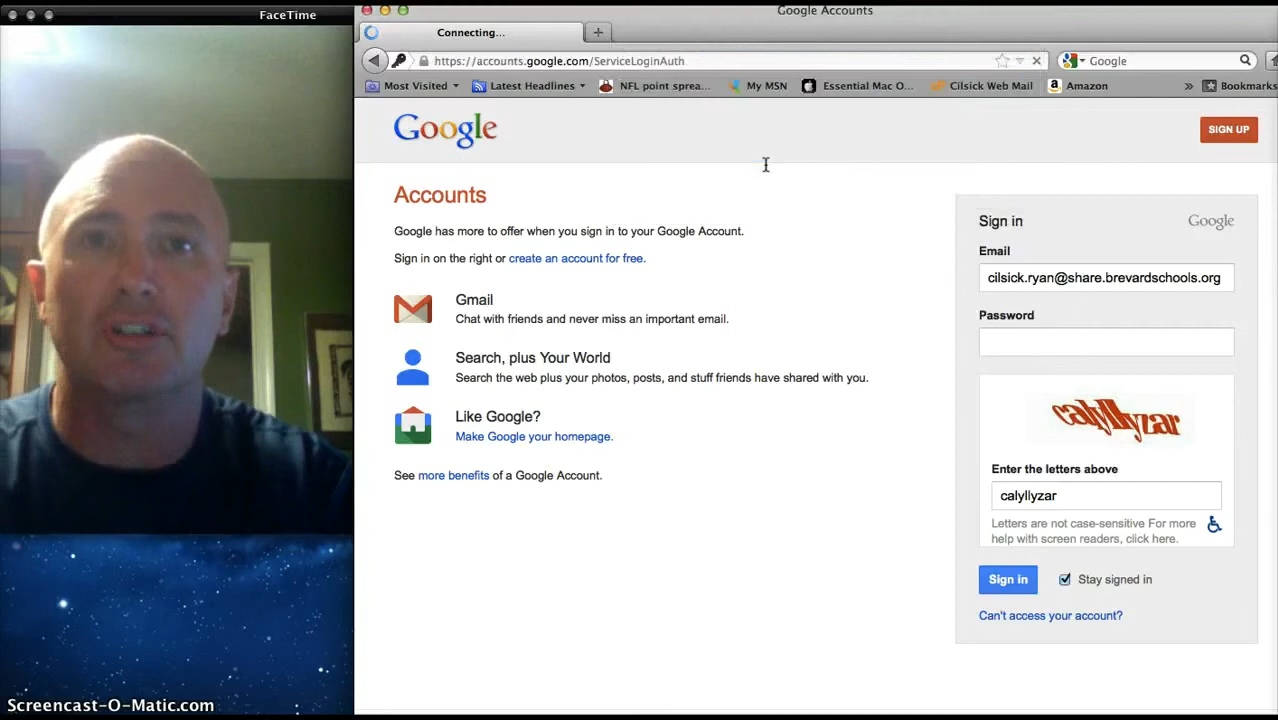 FaceTime
Google Accounts
Connecting...
https://accounts.google.com/ServiceLoginAuth
Google
Most Visited
Latest Headlines
NFL point sprea...
My MSN
Essential Mac O...
Cilsick Web Mail
Amazon
»
Bookmarks
Google
SIGN UP
Accounts
Google has more to offer when you sign in to your Google Account.
Sign in on the right or create an account for free.
Gmail
Chat with friends and never miss an important email.
Search, plus Your World
Search the web plus your photos, posts, and stuff friends have shared with you.
Like Google?
Make Google your homepage.
See more benefits of a Google Account.
Sign in
Google
Email
cilsick.ryan@share.brevardschools.org
Password
calyllyzar
Enter the letters above
calyllyzar
Letters are not case-sensitive For more
help with screen readers, click here.
Sign in
Stay signed in
Can't access your account?
Screencast-O-Matic.com